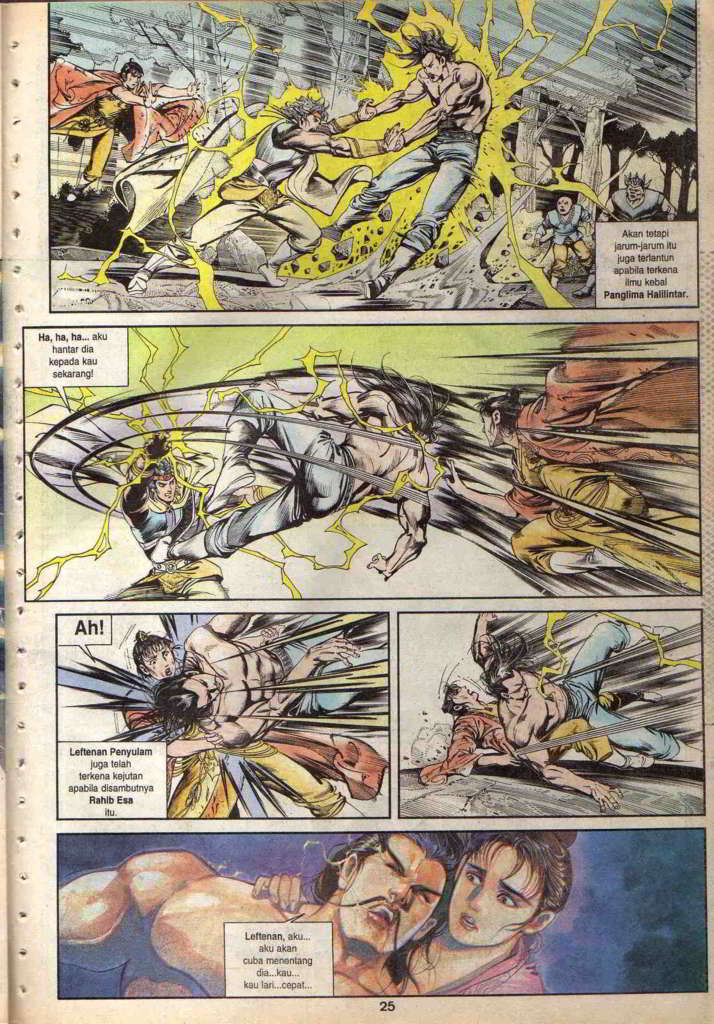 Akan tetapi
jarum-jarum itu
juga terlantun
apabila terkena
ilmu kebal
Panglima Halilintar.
Ha, ha, ha... aku
hantar dia
kepada kau
sekarang!
Ah!
Leftenan Penyulam
juga telah
terkena kejutan
apabila disambutnya
Rahib Esa
itu.
Leftenan, aku...
aku akan
cuba menentang
dia...kau...
kau lari...cepat...
25